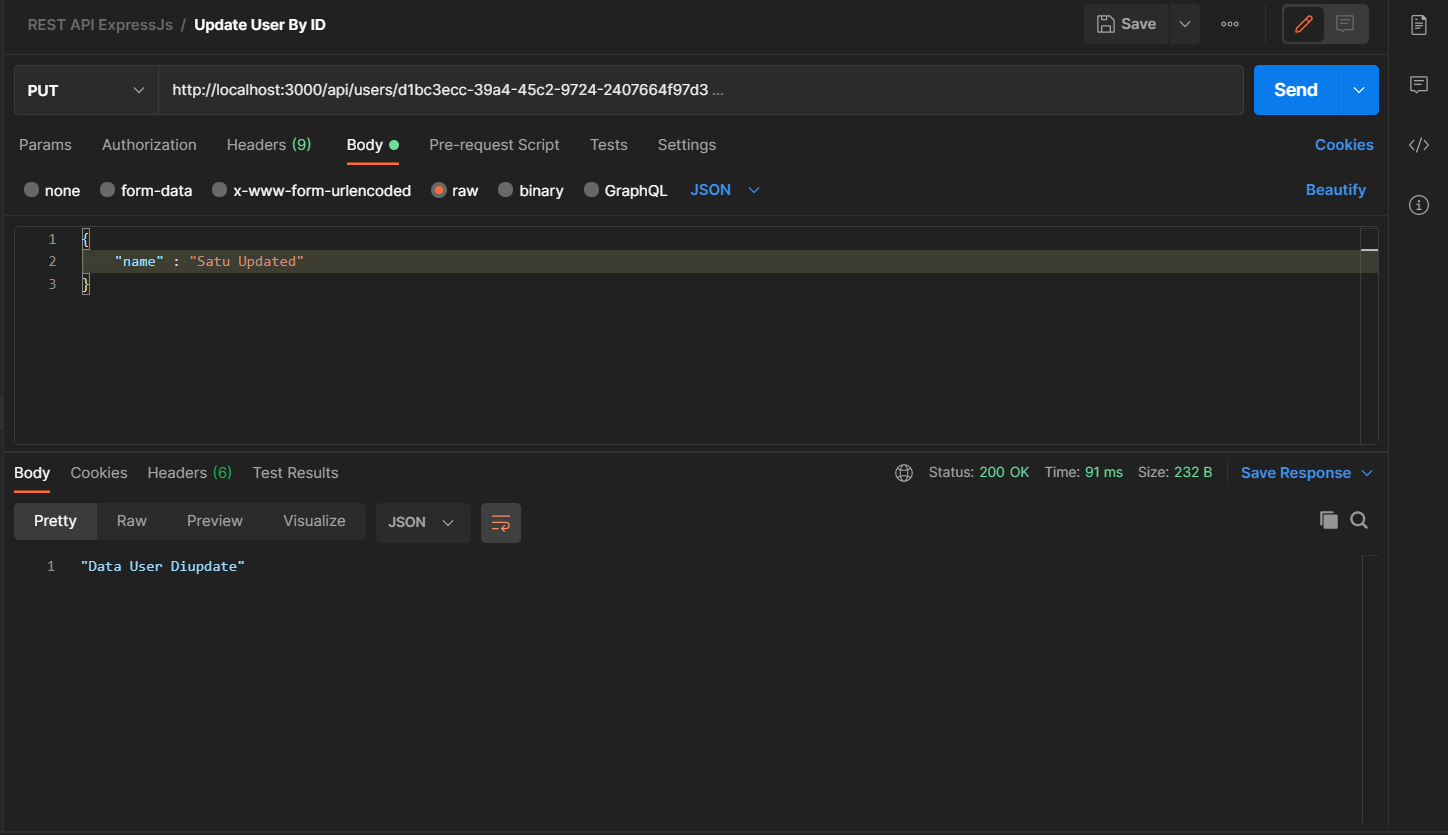 REST API ExpressJs / Update User By ID
Save
PUT
http://localhost:3000/api/users/d1bc3ecc-39a4-45c2-9724-2407664f97d3 ...
Send
Params Authorization Headers (9) Body Pre-request Script Tests Settings Cookies
none form-data x-www-form-urlencoded raw binary GraphQL JSON Beautify
1 {
2 "name" : "Satu Updated"
3 }
Body Cookies Headers (6) Test Results Status: 200 OK Time: 91 ms Size: 232 B Save Response
Pretty Raw Preview Visualize JSON
1 "Data User Diupdate"